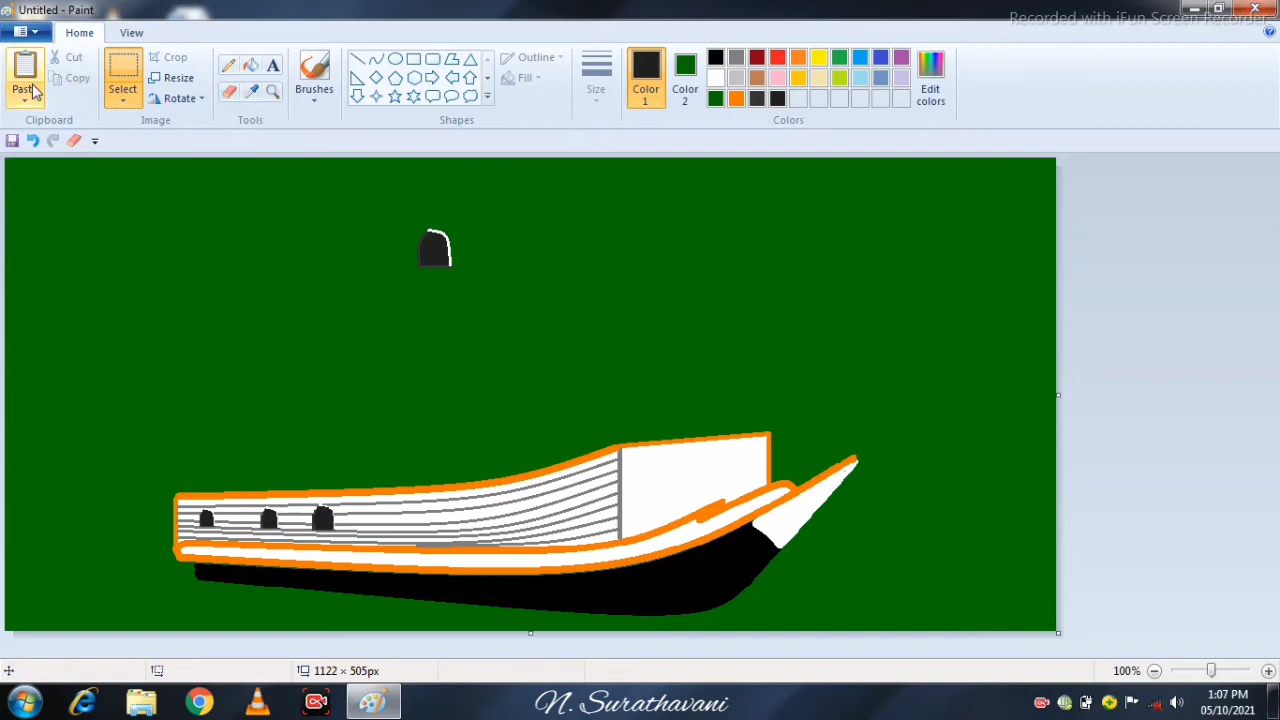 Untitled - Paint
Recorded with iFun Screen Recorder
Home
View
Paste
Cut
Copy
Clipboard
Select
Crop
Resize
Rotate
Image
Tools
Brushes
Shapes
Outline
Fill
Size
Color 1
Color 2
Colors
Edit colors
1122 × 505px
100%
N. Surathavani
1:07 PM
05/10/2021